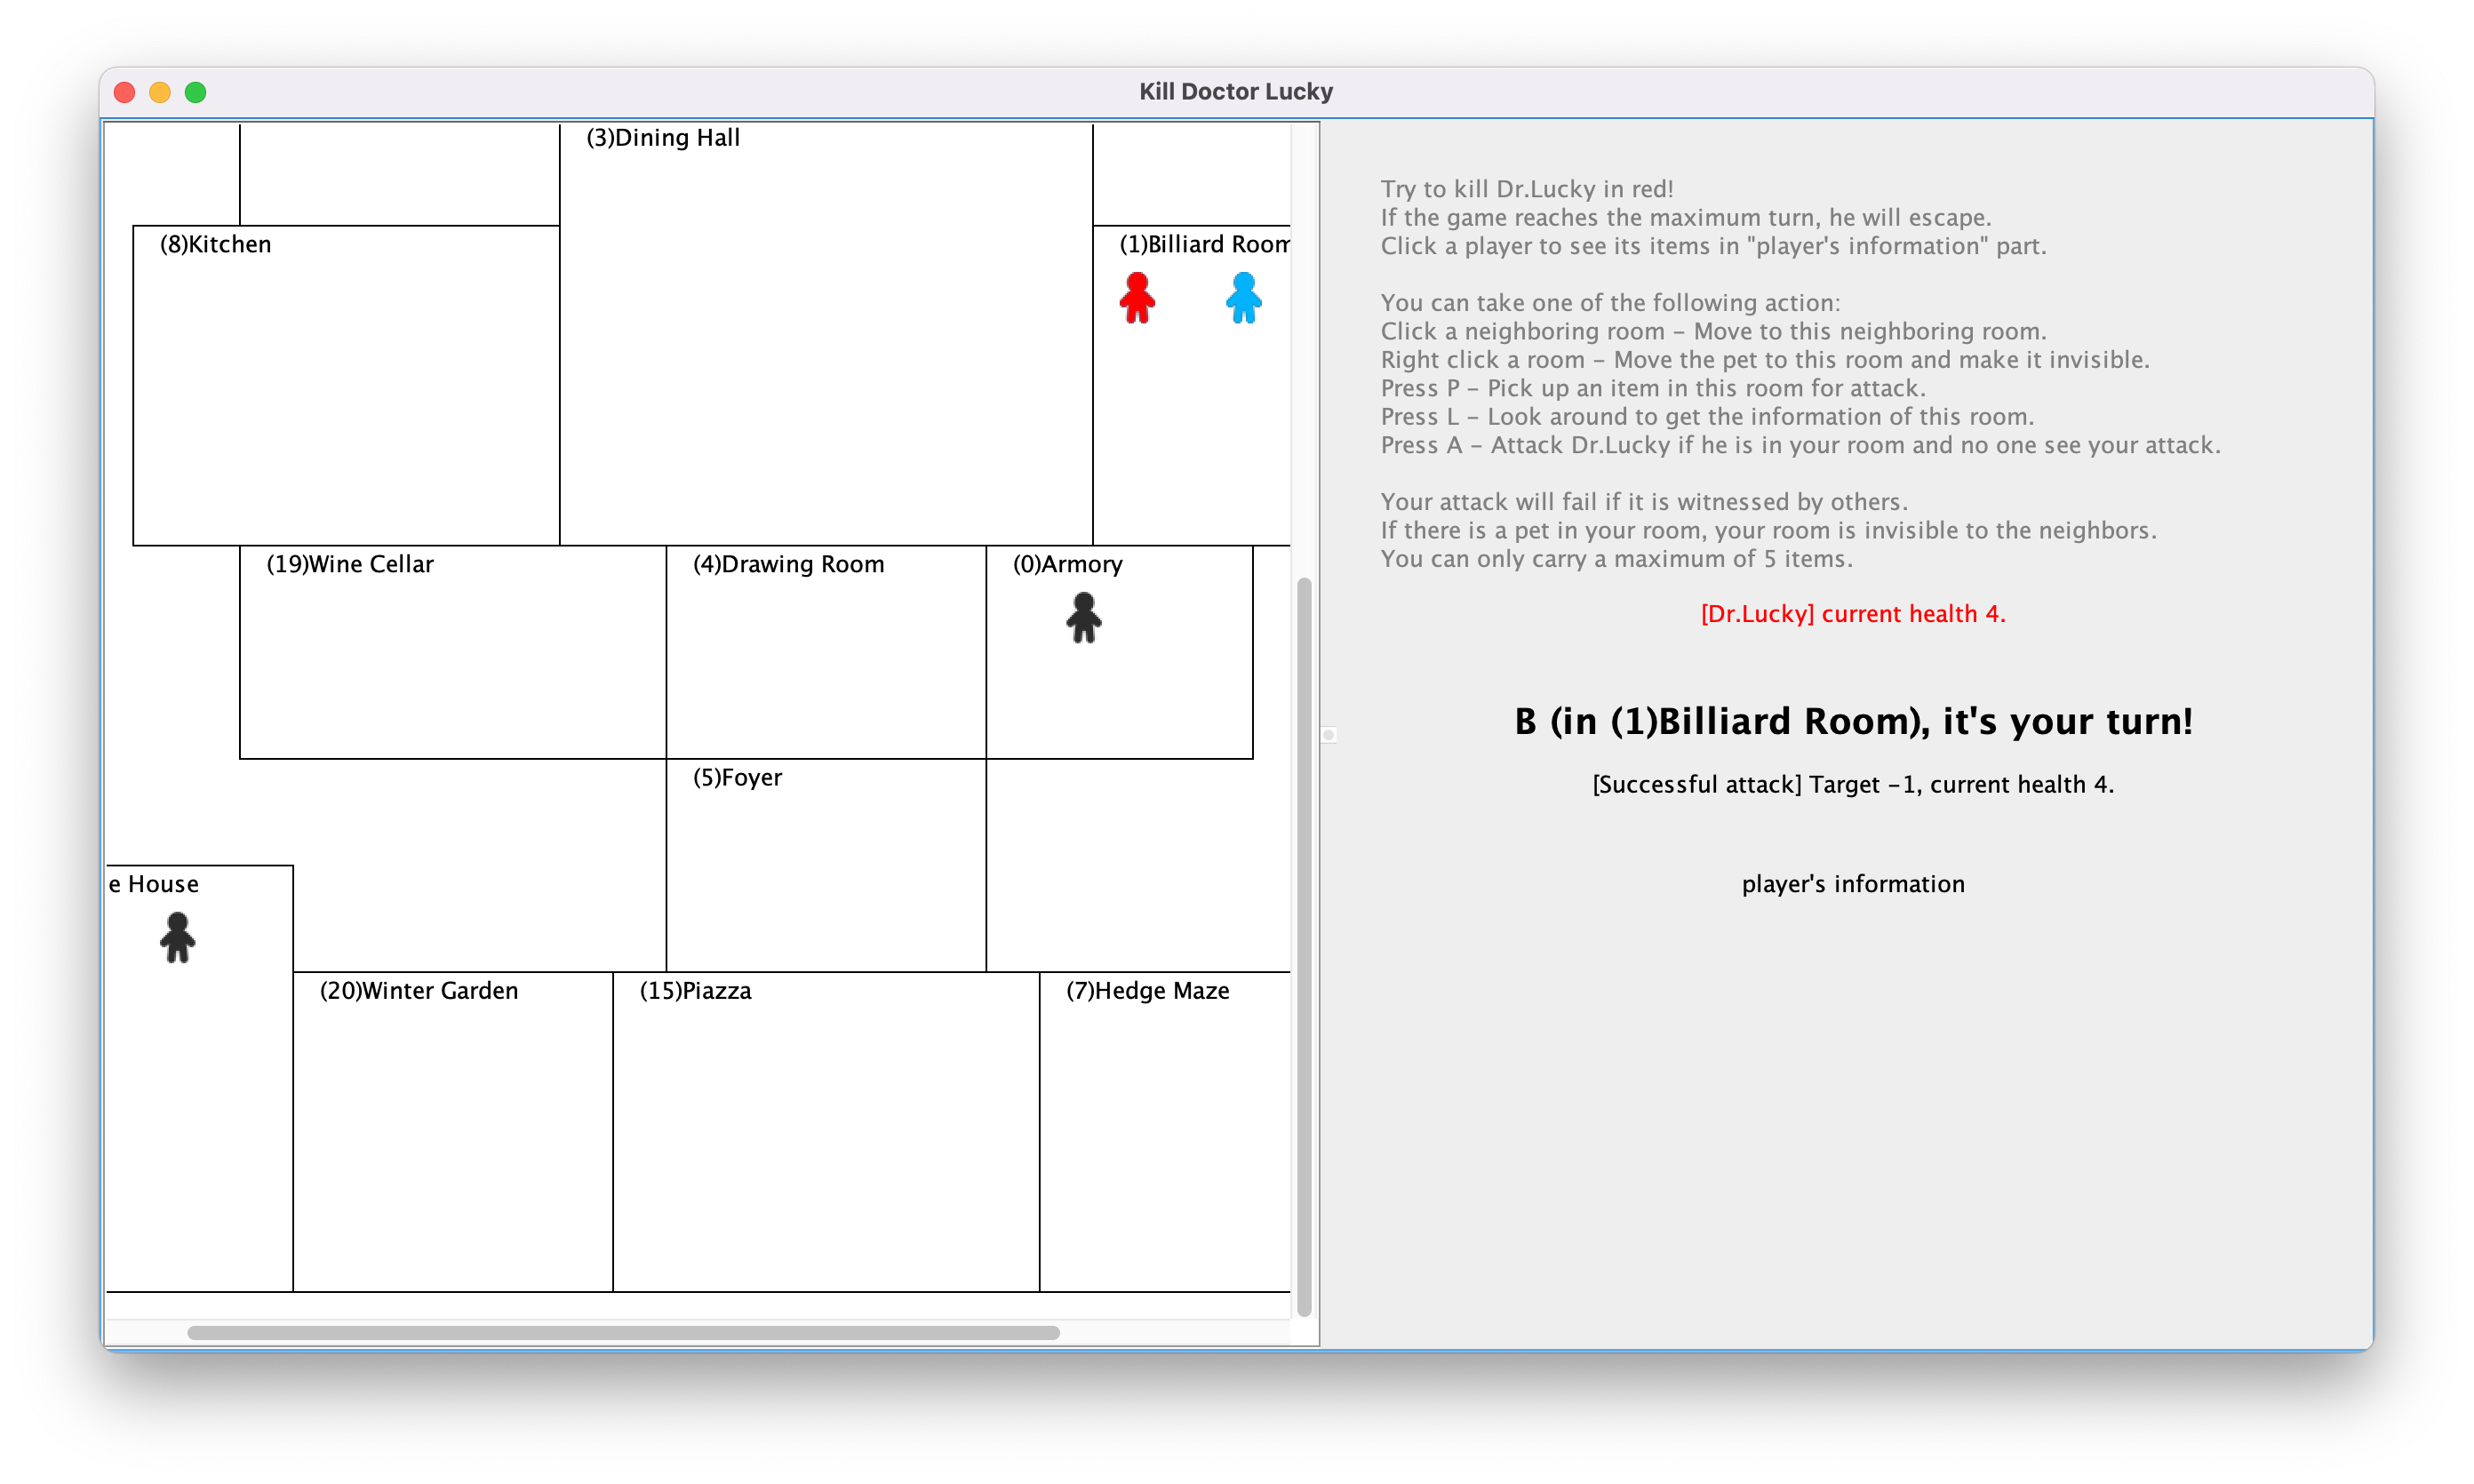 Kill Doctor Lucky
(3)Dining Hall
(8)Kitchen
(1)Billiard Room
(19)Wine Cellar
(4)Drawing Room
(0)Armory
(5)Foyer
e House
(20)Winter Garden
(15)Piazza
(7)Hedge Maze
Try to kill Dr.Lucky in red!
If the game reaches the maximum turn, he will escape.
Click a player to see its items in "player's information" part.
You can take one of the following action:
Click a neighboring room - Move to this neighboring room.
Right click a room - Move the pet to this room and make it invisible.
Press P - Pick up an item in this room for attack.
Press L - Look around to get the information of this room.
Press A - Attack Dr.Lucky if he is in your room and no one see your attack.
Your attack will fail if it is witnessed by others.
If there is a pet in your room, your room is invisible to the neighbors.
You can only carry a maximum of 5 items.
[Dr.Lucky] current health 4.
B (in (1)Billiard Room), it's your turn!
[Successful attack] Target -1, current health 4.
player's information